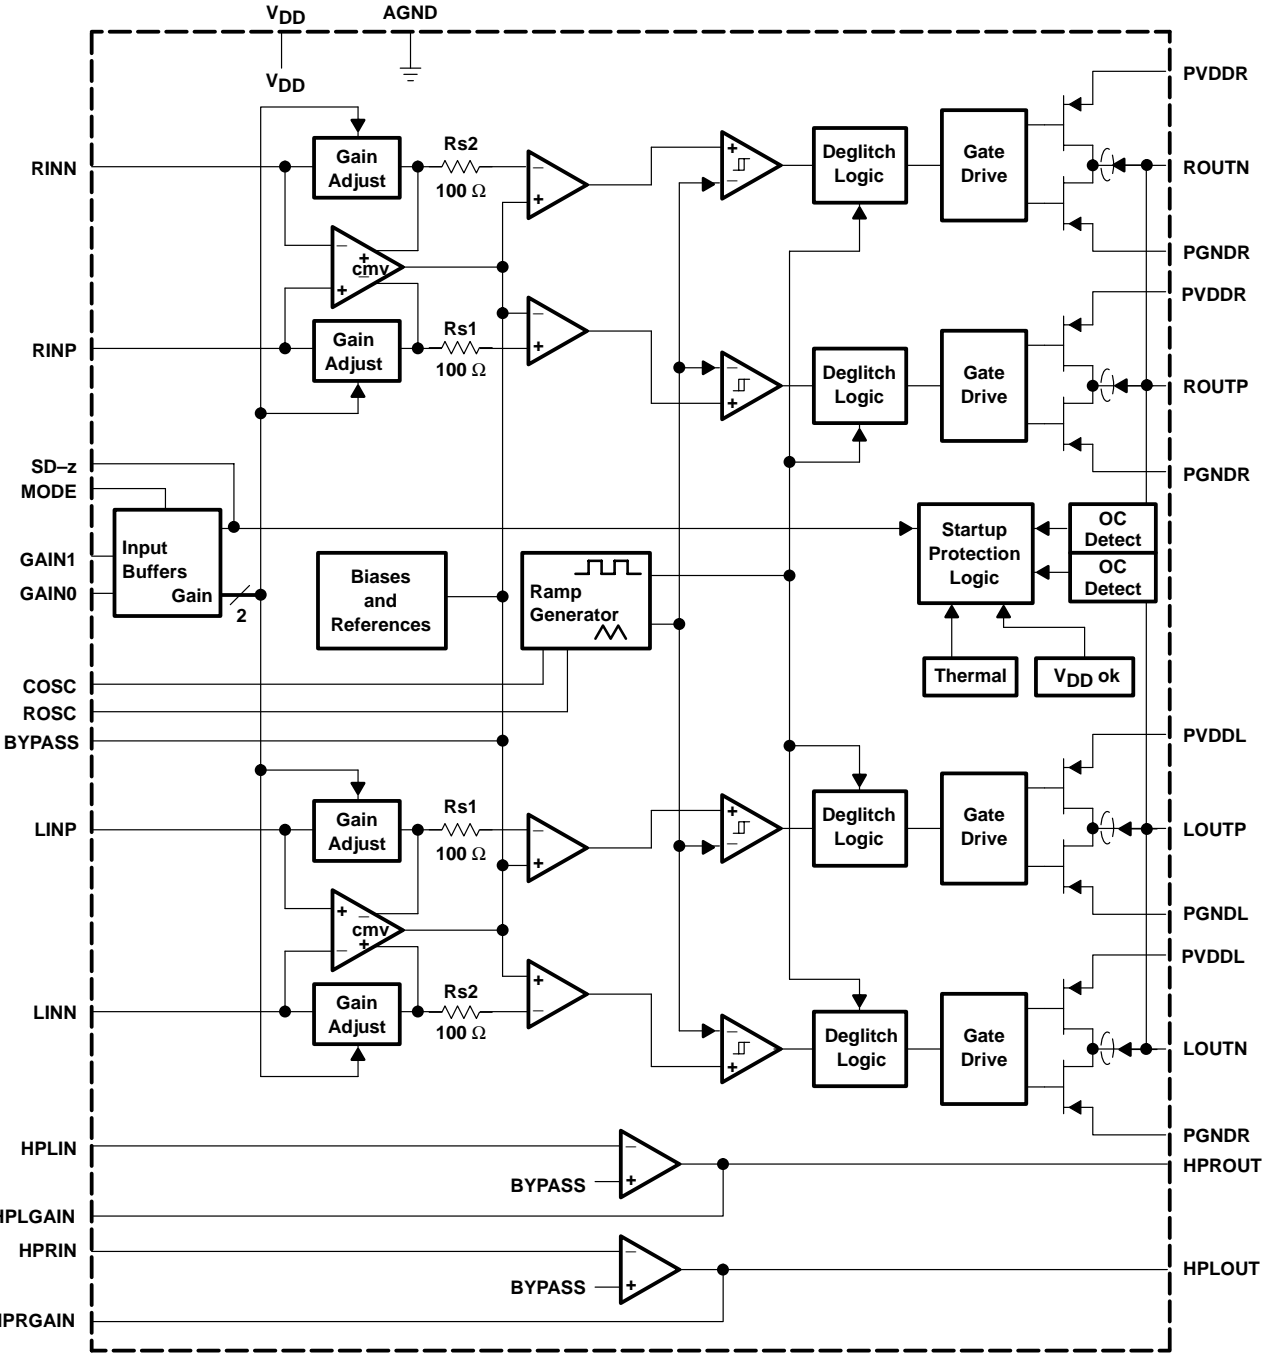 VDD
AGND
VDD
PVDDR
RINN
Gain
Adjust
Rs2
100 Ω
−
+
+
−
Deglitch
Logic
Gate
Drive
ROUTN
−
+
cmv
−
+
PGNDR
PVDDR
RINP
Gain
Adjust
Rs1
100 Ω
−
+
−
+
Deglitch
Logic
Gate
Drive
ROUTP
PGNDR
SD–z
MODE
GAIN1
GAIN0
Input
Buffers
Gain
2
Biases
and
References
Ramp
Generator
Startup
Protection
Logic
OC
Detect
OC
Detect
Thermal
VDD ok
COSC
ROSC
BYPASS
PVDDL
LINP
Gain
Adjust
Rs1
100 Ω
−
+
+
−
Deglitch
Logic
Gate
Drive
LOUTP
+
−
cmv
+
−
PGNDL
PVDDL
LINN
Gain
Adjust
Rs2
100 Ω
+
−
−
+
Deglitch
Logic
Gate
Drive
LOUTN
PGNDR
HPLIN
−
BYPASS
+
HPROUT
HPLGAIN
HPRIN
−
BYPASS
+
HPLOUT
HPRGAIN